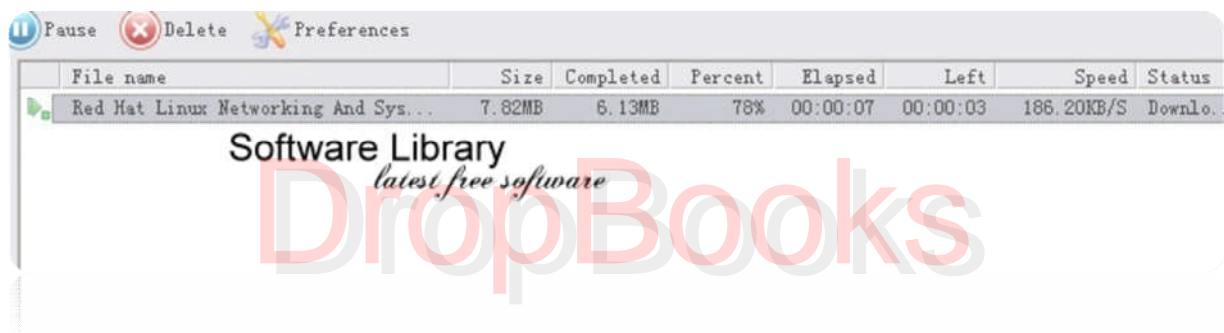 Pause Delete Preferences
File name Size Completed Percent Elapsed Left Speed Status
Red Hat Linux Networking And Sys... 7.82MB 6.13MB 78% 00:00:07 00:00:03 186.20KB/S Downlo..
Software Library
latest free software
DropBooks